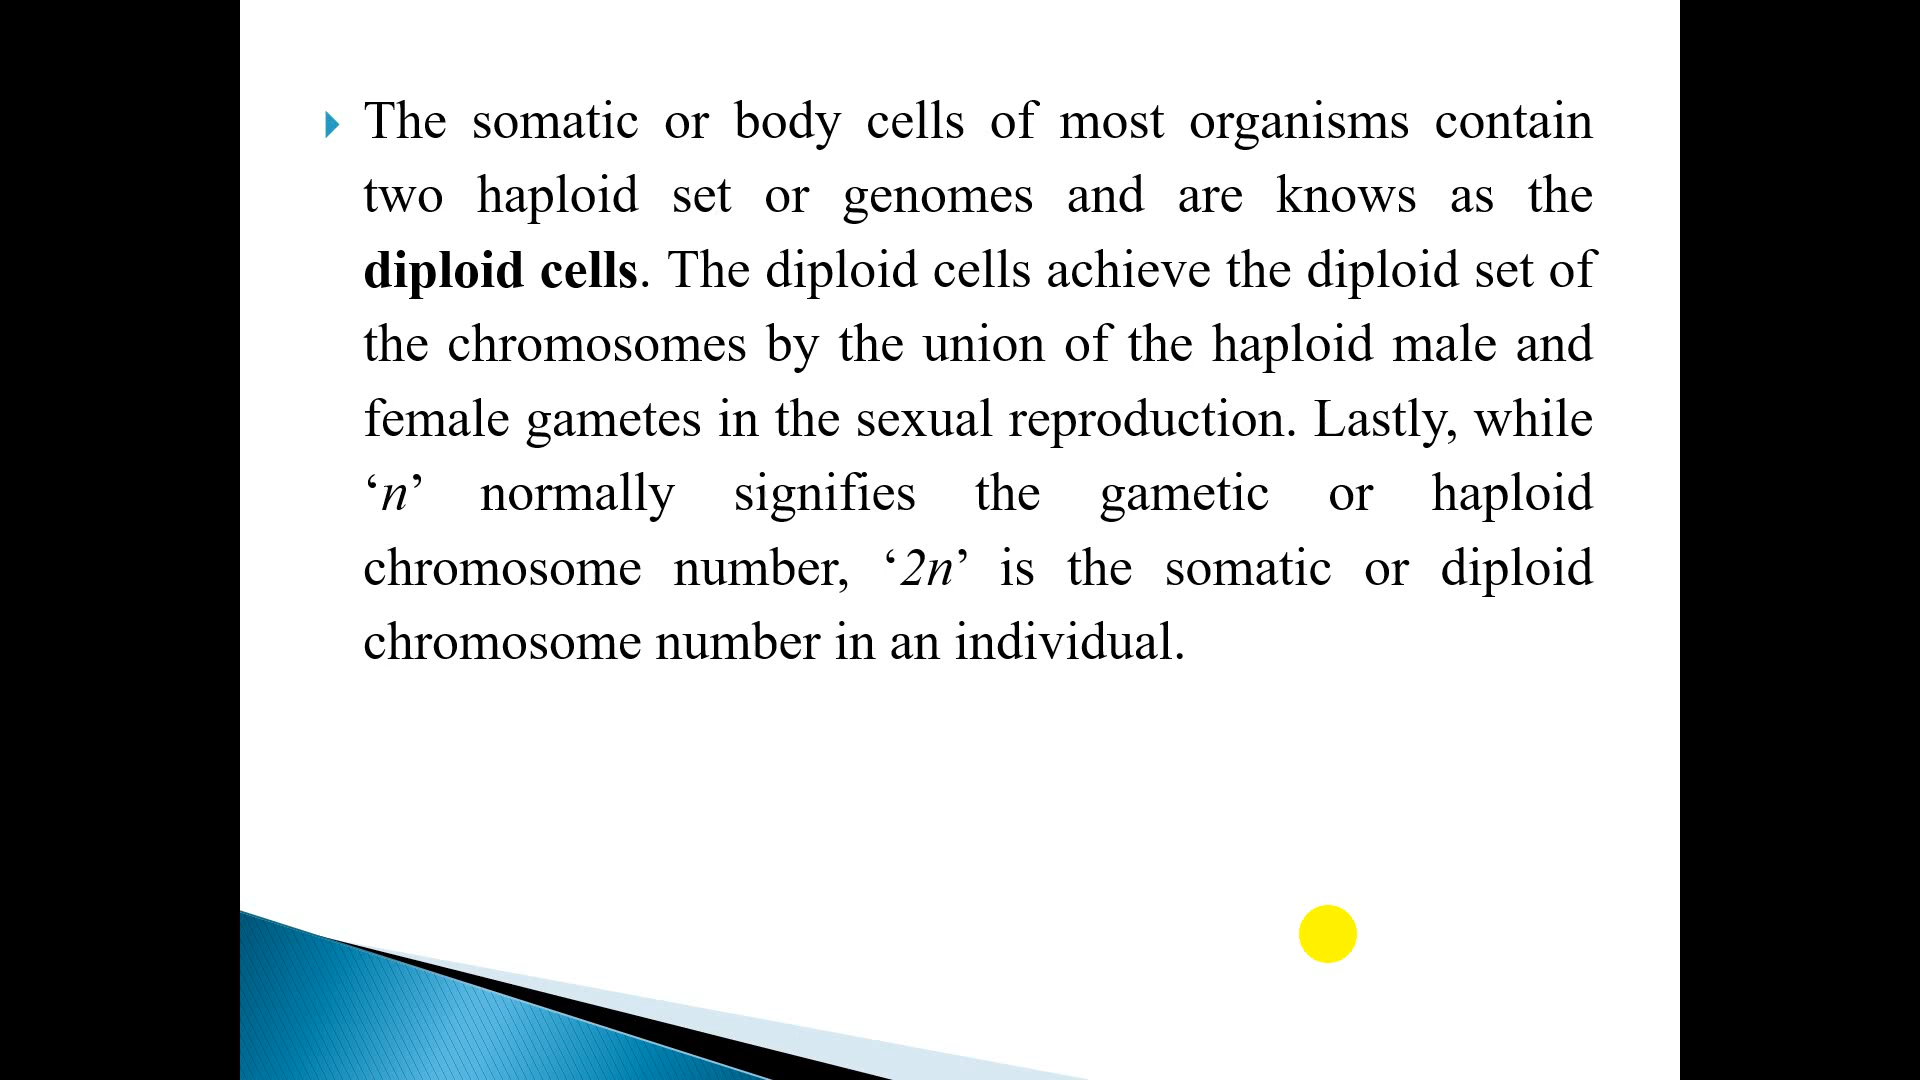 The somatic or body cells of most organisms contain
two haploid set or genomes and are knows as the
diploid cells. The diploid cells achieve the diploid set of
the chromosomes by the union of the haploid male and
female gametes in the sexual reproduction. Lastly, while
‘n’ normally signifies the gametic or haploid
chromosome number, ‘2n’ is the somatic or diploid
chromosome number in an individual.